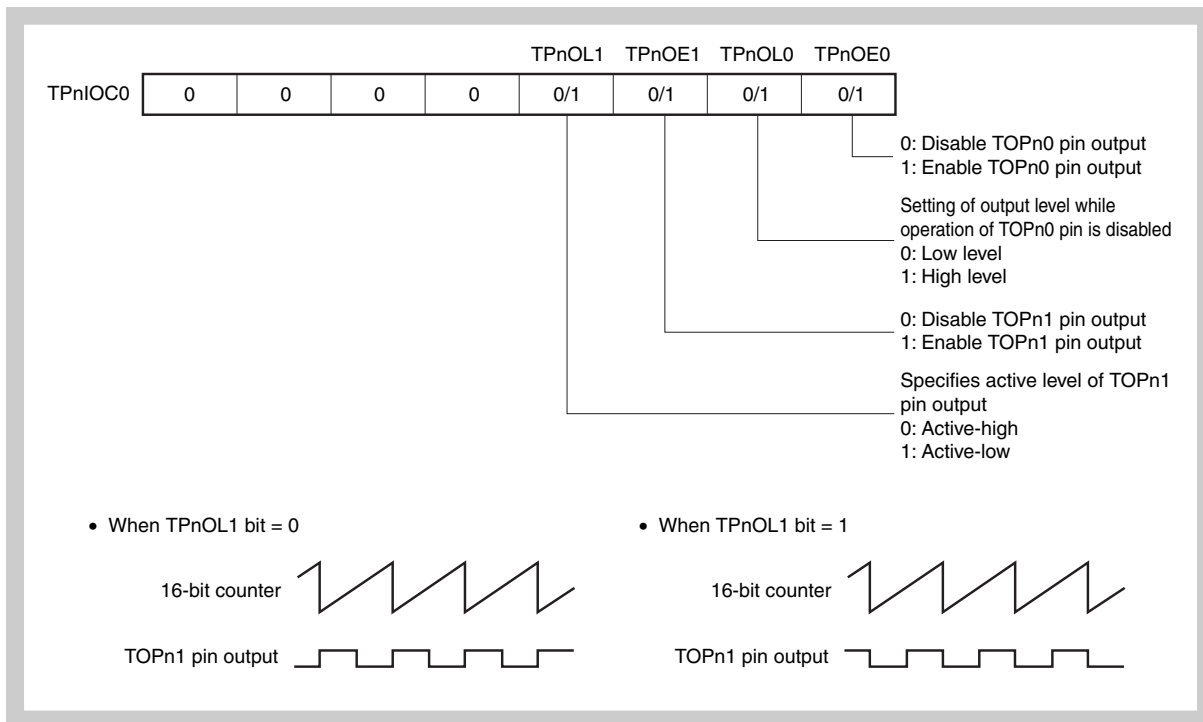 TPnOL1 TPnOE1 TPnOL0 TPnOE0
TPnIOC0 0 0 0 0 0/1 0/1 0/1 0/1
0: Disable TOPn0 pin output
1: Enable TOPn0 pin output
Setting of output level while
operation of TOPn0 pin is disabled
0: Low level
1: High level
0: Disable TOPn1 pin output
1: Enable TOPn1 pin output
Specifies active level of TOPn1
pin output
0: Active-high
1: Active-low
• When TPnOL1 bit = 0
16-bit counter
TOPn1 pin output
• When TPnOL1 bit = 1
16-bit counter
TOPn1 pin output